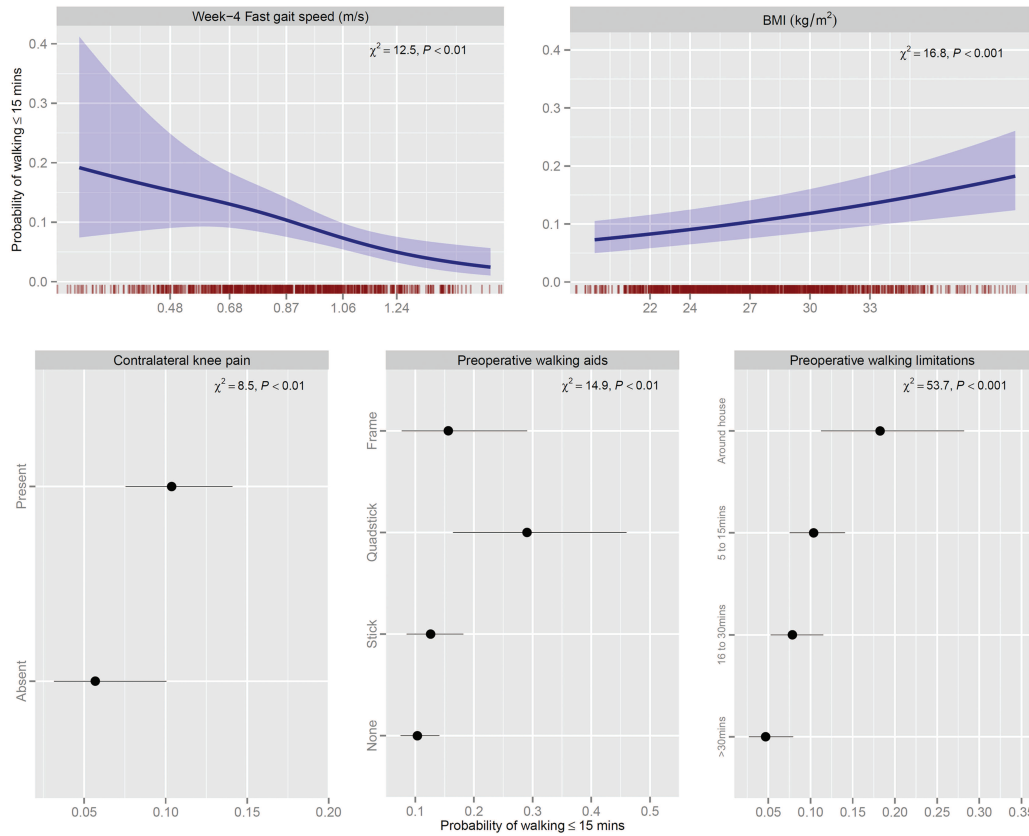 Week−4 Fast gait speed (m/s)
BMI (kg/m²)
χ² = 12.5, P < 0.01
χ² = 16.8, P < 0.001
Probability of walking ≤ 15 mins
0.4
0.3
0.2
0.1
0.0
0.48 0.68 0.87 1.06 1.24
0.4
0.3
0.2
0.1
0.0
22 24 27 30 33
Contralateral knee pain
χ² = 8.5, P < 0.01
Present
Absent
0.05 0.10 0.15 0.20
Preoperative walking aids
χ² = 14.9, P < 0.01
Frame
Quadstick
Stick
None
0.1 0.2 0.3 0.4 0.5
Probability of walking ≤ 15 mins
Preoperative walking limitations
χ² = 53.7, P < 0.001
Around house
5 to 15mins
16 to 30mins
>30mins
0.05 0.10 0.15 0.20 0.25 0.30 0.35